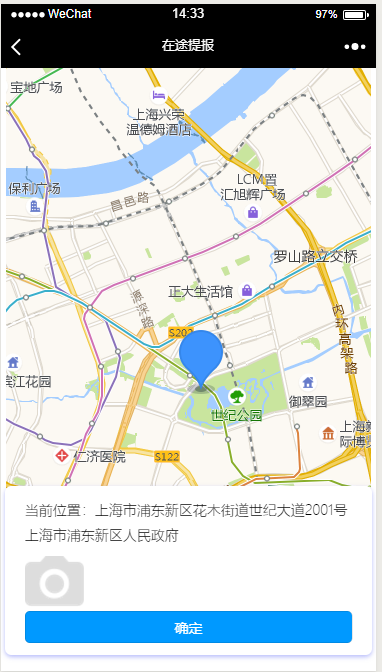 ●●●●● WeChat 14:33 97%
在途提报
宝地广场
上海兴荣
温德姆酒店
保利广场
LCM置
汇旭辉广场
昌邑路
罗山路立交桥
正大生活馆
源深路
S202
内环高架路
滨江花园
御翠园
世纪公园
上海新
际博
仁济医院
S122
当前位置：上海市浦东新区花木街道世纪大道2001号
上海市浦东新区人民政府
确定